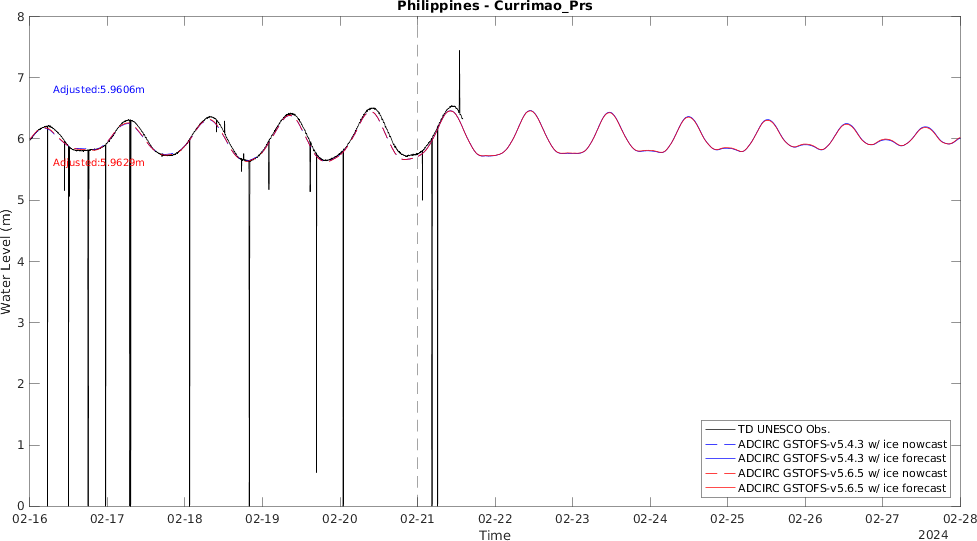 Philippines - Currimao_Prs
8
7
6
5
4
3
2
1
0
Water Level (m)
Adjusted:5.9606m
Adjusted:5.9629m
TD UNESCO Obs.
ADCIRC GSTOFS-v5.4.3 w/ ice nowcast
ADCIRC GSTOFS-v5.4.3 w/ ice forecast
ADCIRC GSTOFS-v5.6.5 w/ ice nowcast
ADCIRC GSTOFS-v5.6.5 w/ ice forecast
02-16 02-17 02-18 02-19 02-20 02-21 02-22 02-23 02-24 02-25 02-26 02-27 02-28
Time
2024